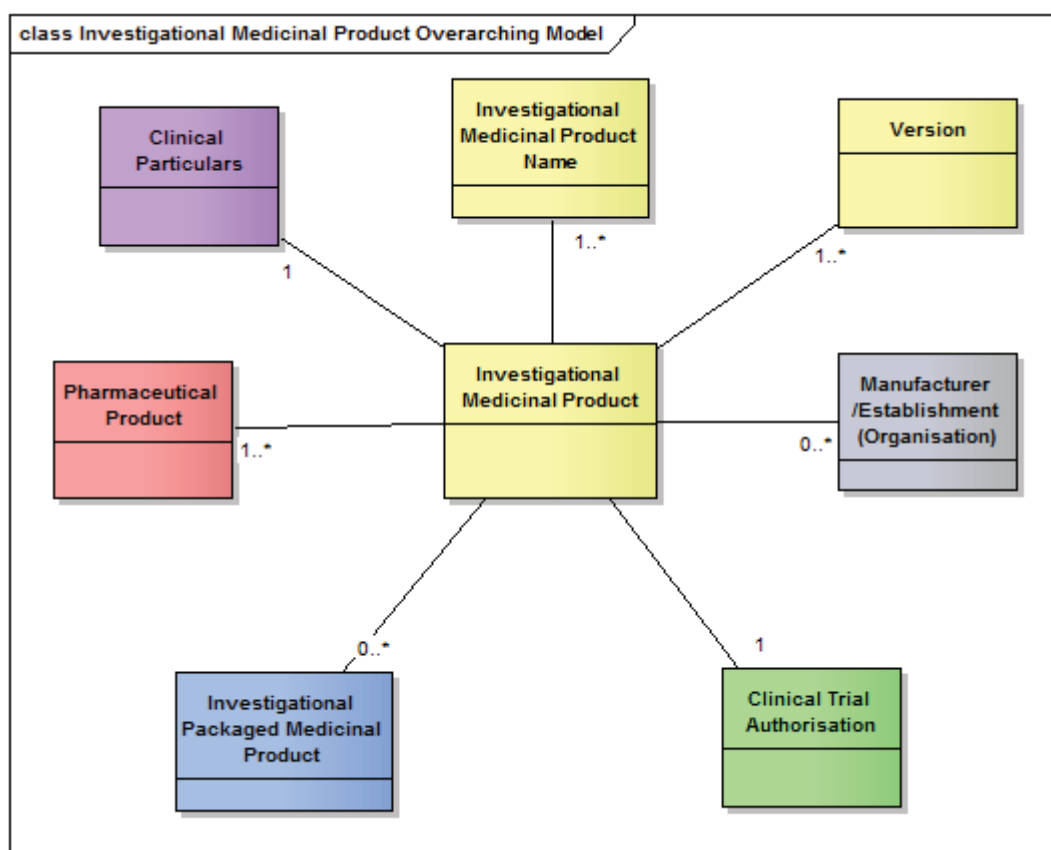 class Investigational Medicinal Product Overarching Model
Clinical
Particulars
Investigational
Medicinal Product
Name
Version
1
1..*
1..*
Pharmaceutical
Product
Investigational
Medicinal Product
Manufacturer
/Establishment
(Organisation)
1..*
0..*
0..*
1
Investigational
Packaged Medicinal
Product
Clinical Trial
Authorisation